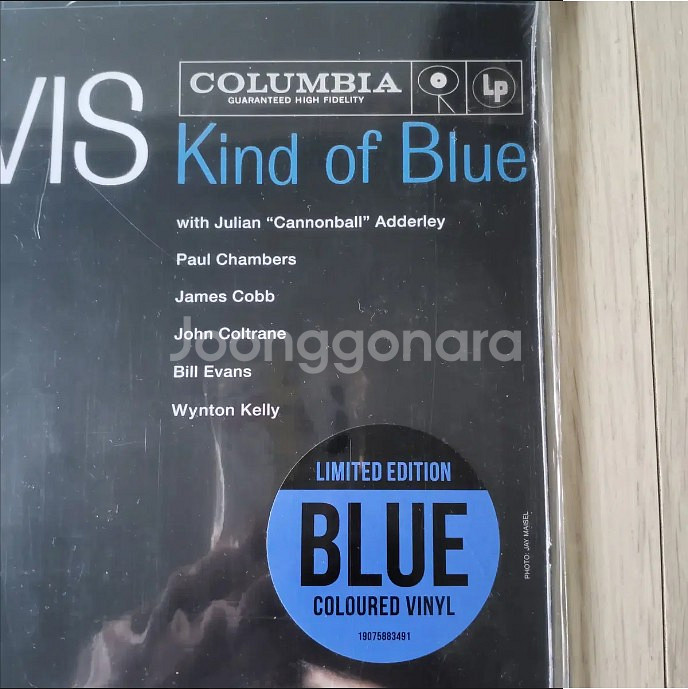 VIS
COLUMBIA
GUARANTEED HIGH FIDELITY
Lp
Kind of Blue
with Julian “Cannonball” Adderley
Paul Chambers
James Cobb
John Coltrane
Joonggonara
Bill Evans
Wynton Kelly
LIMITED EDITION
BLUE
COLOURED VINYL
19075883491
PHOTO: JAY MAISEL